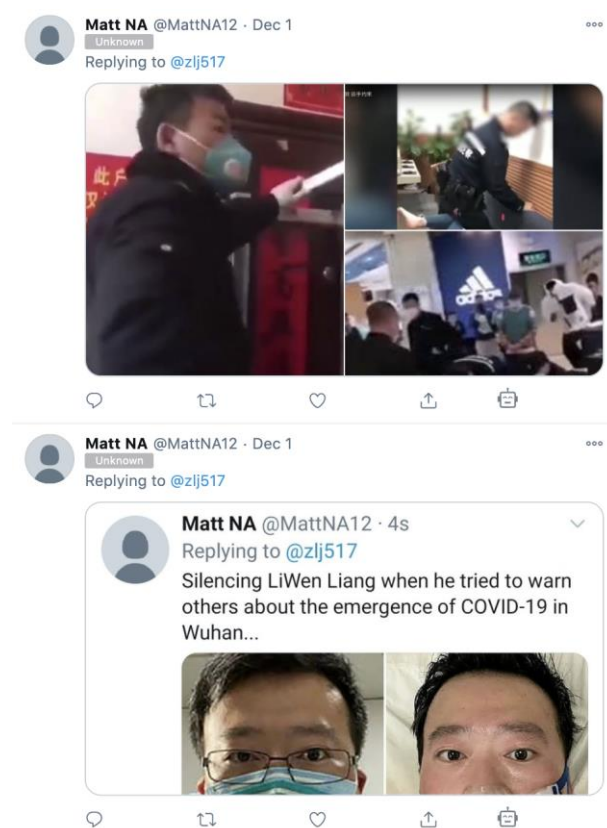 Matt NA @MattNA12 · Dec 1
Unknown
Replying to @zlj517
此户
adidas
Matt NA @MattNA12 · Dec 1
Unknown
Replying to @zlj517
Matt NA @MattNA12 · 4s
Replying to @zlj517
Silencing LiWen Liang when he tried to warn
others about the emergence of COVID-19 in
Wuhan...